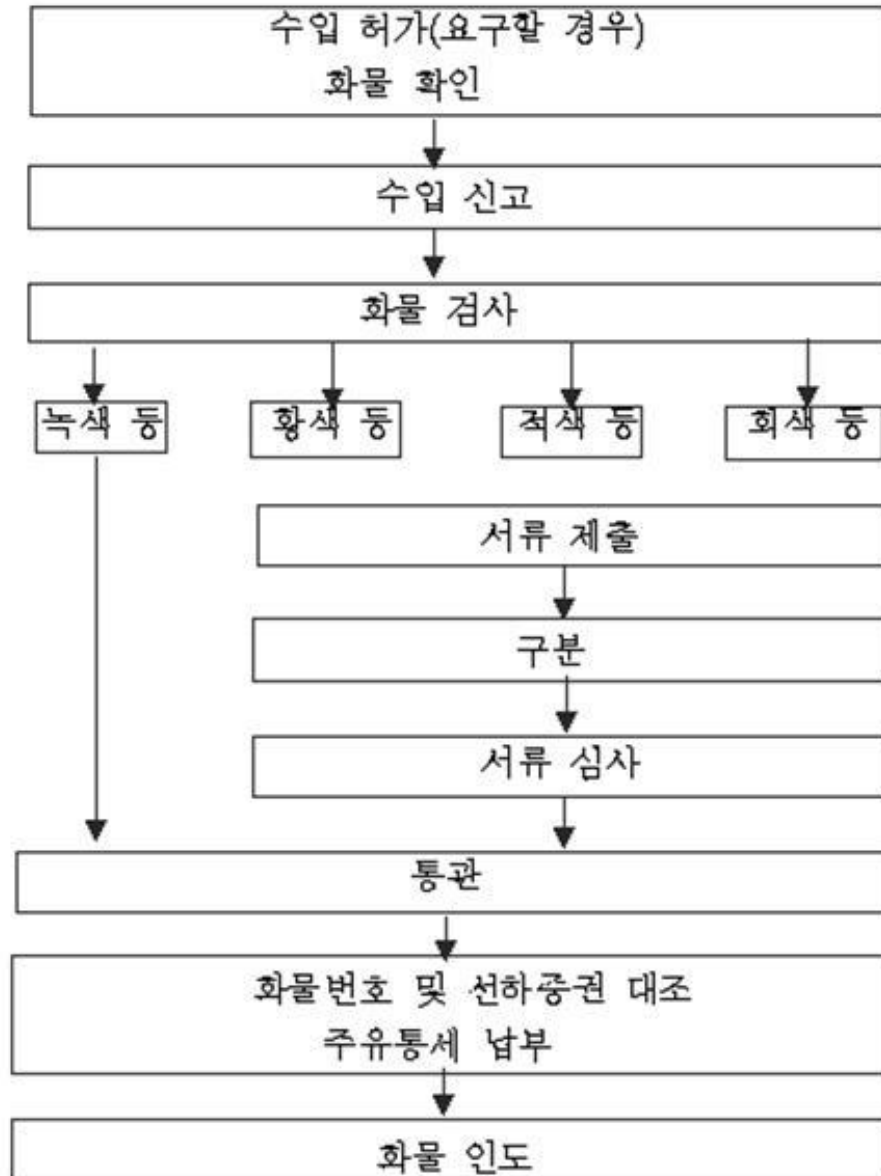 수입 허가(요구할 경우)
화물 확인
수입 신고
화물 검사
녹색 등
황색 등
적색 등
회색 등
서류 제출
구분
서류 심사
통관
화물번호 및 선하증권 대조
주유통세 납부
화물 인도